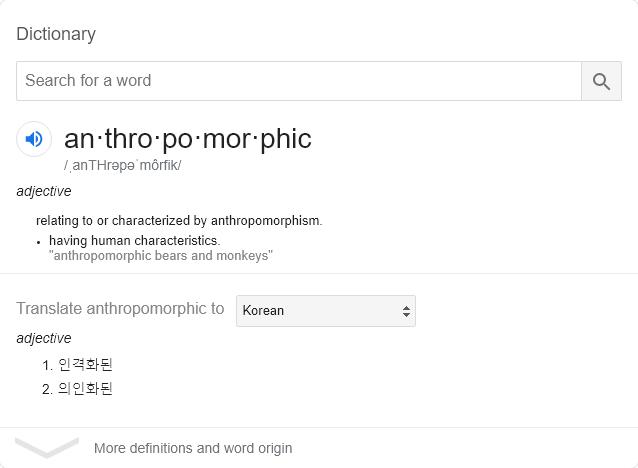 Dictionary
Search for a word
an·thro·po·mor·phic
/ˌanTHrəpəˈmôrfik/
adjective
relating to or characterized by anthropomorphism.
• having human characteristics.
"anthropomorphic bears and monkeys"
Translate anthropomorphic to Korean
adjective
1. 인격화된
2. 의인화된
More definitions and word origin